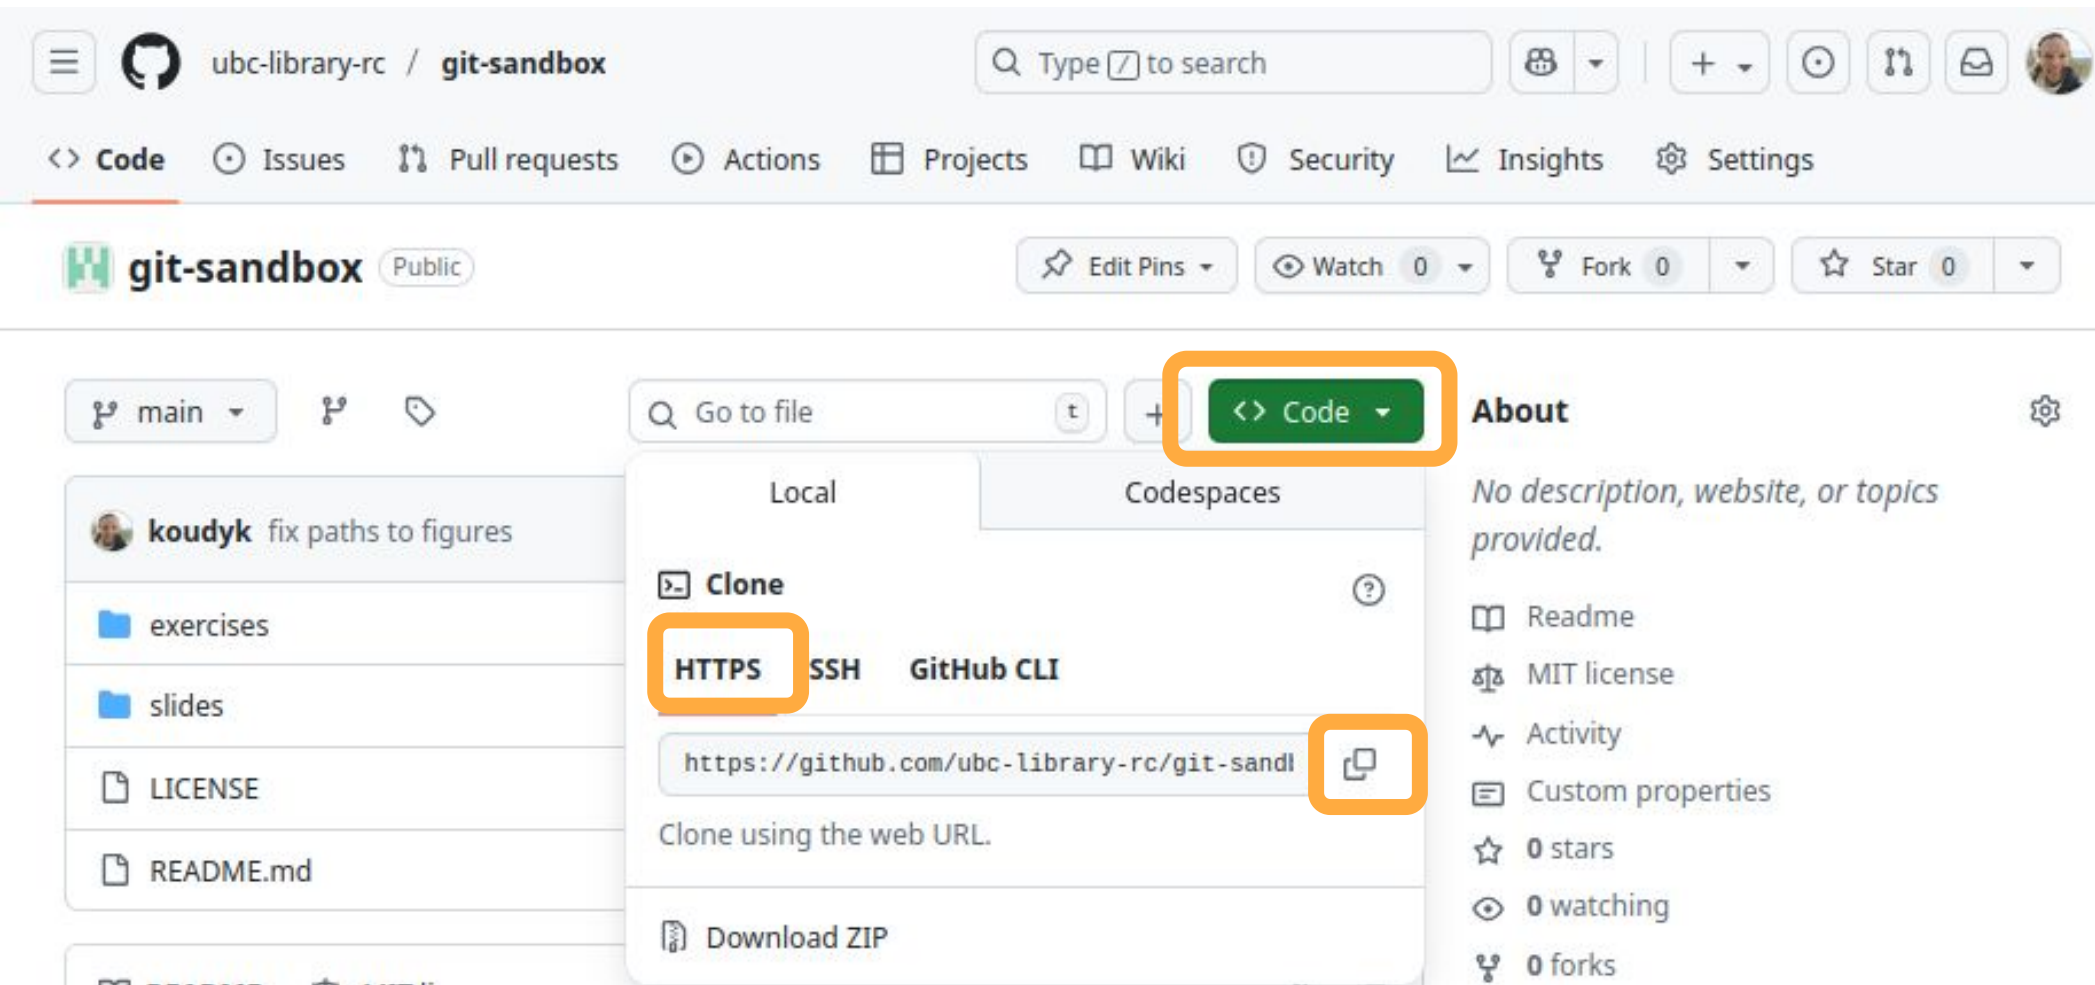 ubc-library-rc / git-sandbox
Type / to search
Code Issues Pull requests Actions Projects Wiki Security Insights Settings
git-sandbox Public
Edit Pins Watch 0 Fork 0 Star 0
main
Go to file t
Code
About
Local Codespaces
No description, website, or topics
provided.
koudyk fix paths to figures
Clone
exercises
HTTPS SSH GitHub CLI
slides
https://github.com/ubc-library-rc/git-sand
LICENSE
Clone using the web URL.
README.md
Download ZIP
Readme
MIT license
Activity
Custom properties
0 stars
0 watching
0 forks